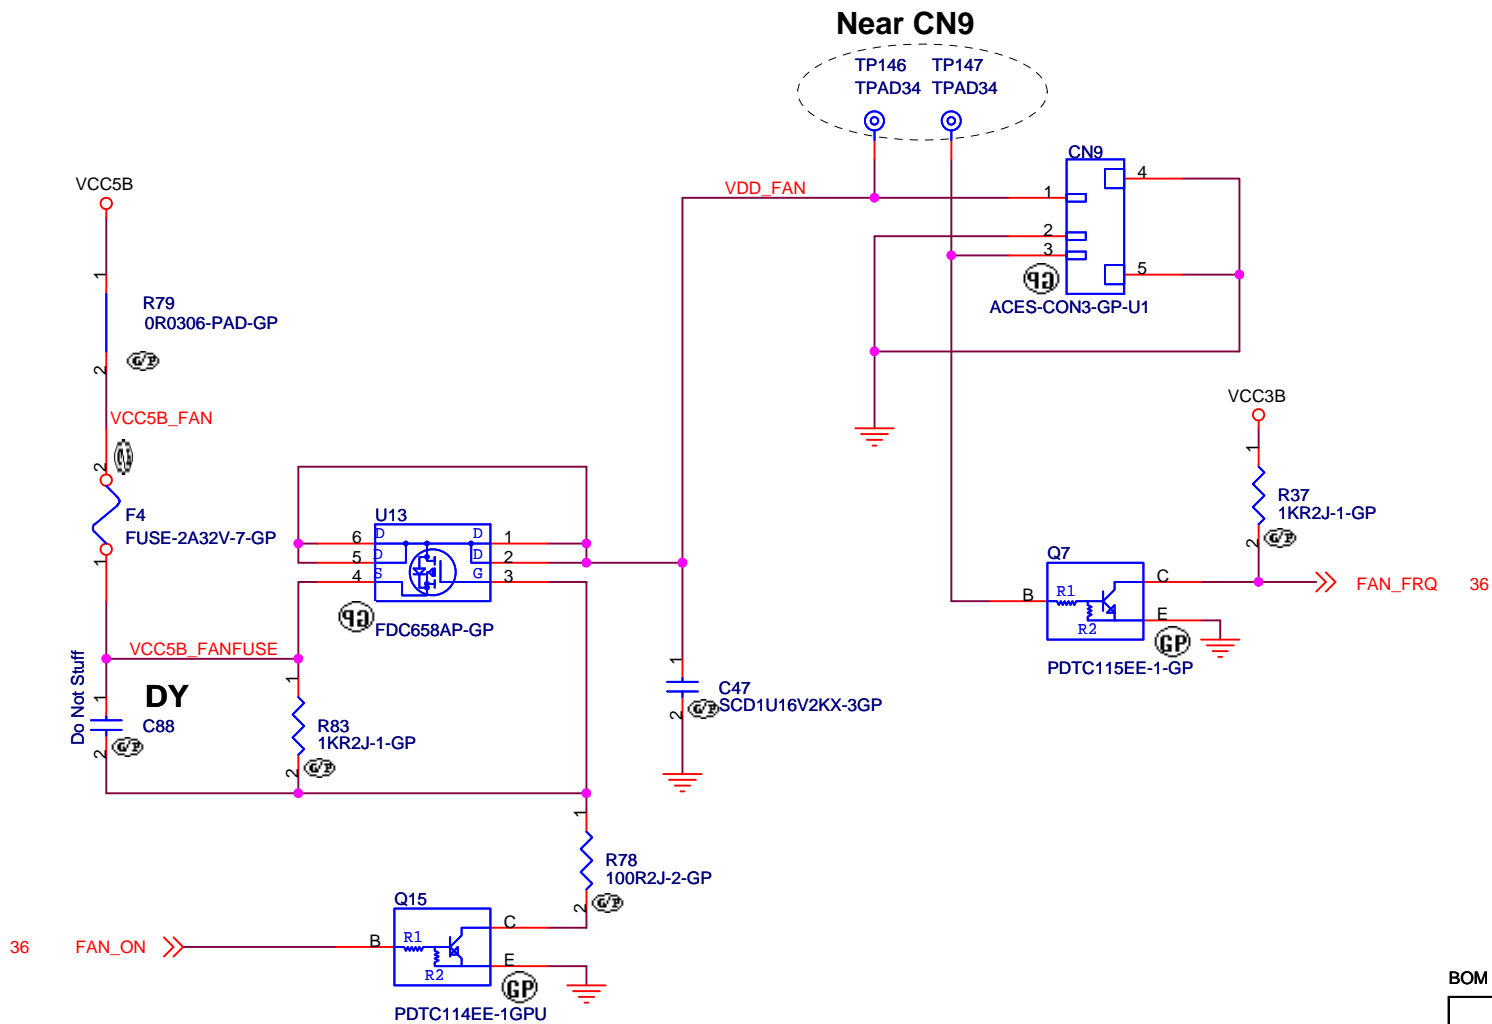 Near CN9
TP146 TP147
TPAD34 TPAD34
CN9
VCC5B
VDD_FAN
1
2
3
4
5
ACES-CON3-GP-U1
GP
1
R79
0R0306-PAD-GP
2
G/P
VCC5B_FAN
2
F4
FUSE-2A32V-7-GP
1
U13
6 D D 1
5 D D 2
4 S G 3
GP
FDC658AP-GP
VCC5B_FANFUSE
Do Not Stuff
DY
1
C88
2
G/P
1
R83
1KR2J-1-GP
2
G/P
1
C47
SCD1U16V2KX-3GP
2
G/P
VCC3B
1
R37
1KR2J-1-GP
2
G/P
Q7
B R1 C
R2 E
GP
PDTC115EE-1-GP
FAN_FRQ 36
1
R78
100R2J-2-GP
2
G/P
Q15
36 FAN_ON
B R1 C
R2 E
GP
PDTC114EE-1GPU
BOM